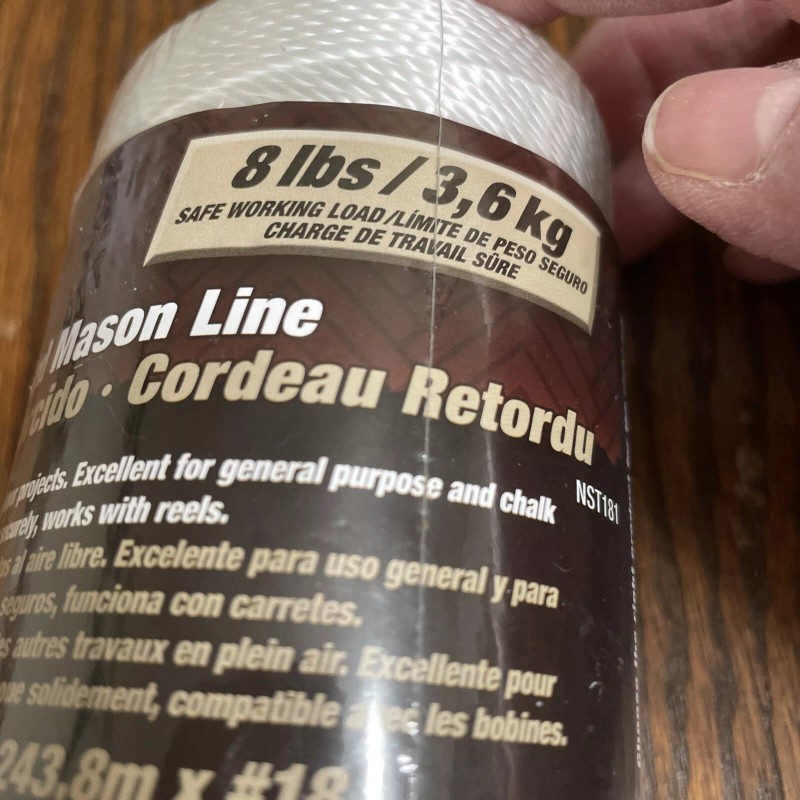 8 lbs / 3,6 kg
SAFE WORKING LOAD/LÍMITE DE PESO SEGURO
CHARGE DE TRAVAIL SÛRE
Mason Line
cido • Cordeau Retordu
NST181
projects. Excellent for general purpose and chalk
works with reels.
al aire libre. Excelente para uso general y para
seguros, funciona con carretes.
autres travaux en plein air. Excellente pour
solidement, compatible avec les bobines.
243,8m x #18